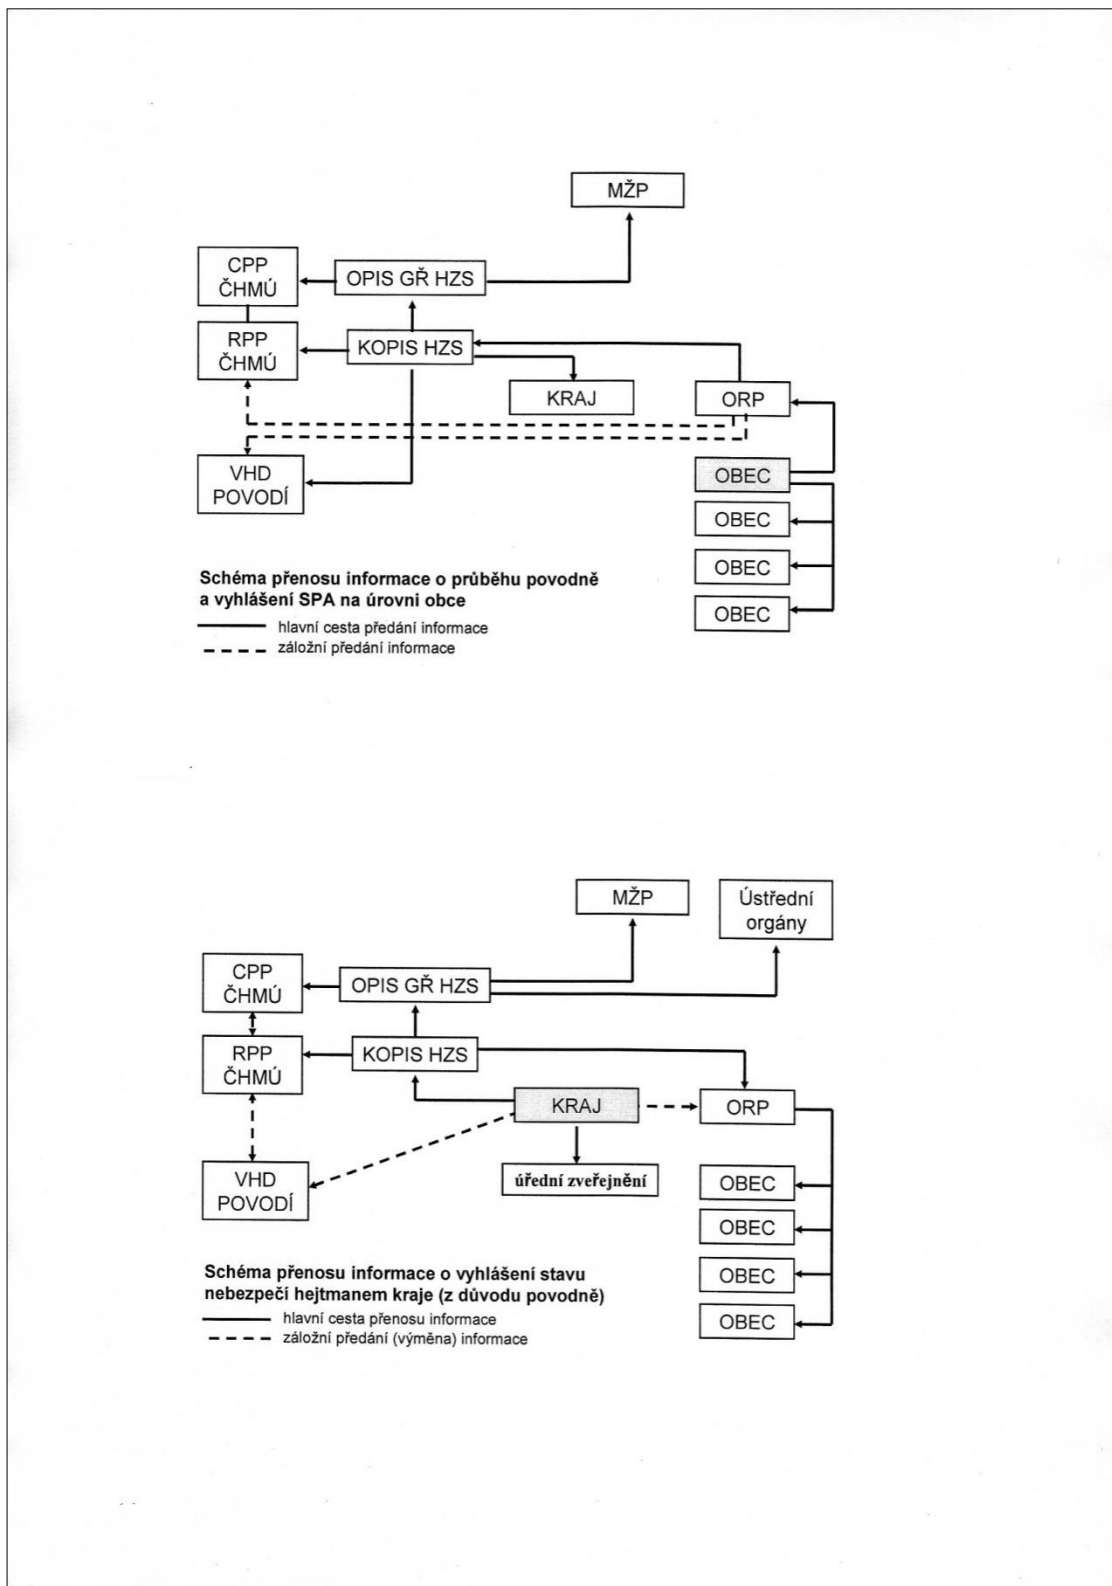 MŽP
CPP
ČHMÚ
OPIS GŘ HZS
RPP
ČHMÚ
KOPIS HZS
KRAJ
ORP
VHD
POVODÍ
OBEC
OBEC
OBEC
OBEC
Schéma přenosu informace o průběhu povodně
a vyhlášení SPA na úrovni obce
hlavní cesta předání informace
záložní předání informace
MŽP
Ústřední
orgány
CPP
ČHMÚ
OPIS GŘ HZS
RPP
ČHMÚ
KOPIS HZS
KRAJ
ORP
úřední zveřejnění
VHD
POVODÍ
OBEC
OBEC
OBEC
OBEC
Schéma přenosu informace o vyhlášení stavu
nebezpečí hejtmanem kraje (z důvodu povodně)
hlavní cesta přenosu informace
záložní předání (výměna) informace